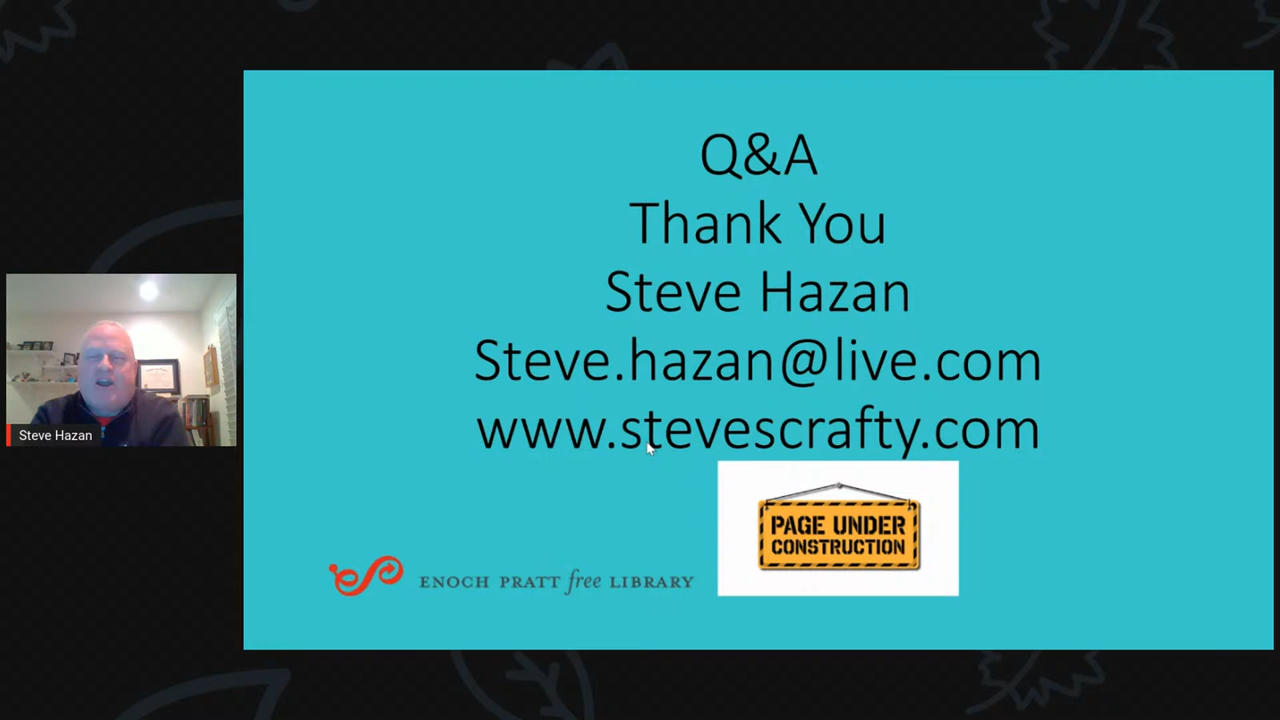 Q&A
Thank You
Steve Hazan
Steve.hazan@live.com
www.stevescrafty.com
PAGE UNDER
CONSTRUCTION
ENOCH PRATT free LIBRARY
Steve Hazan